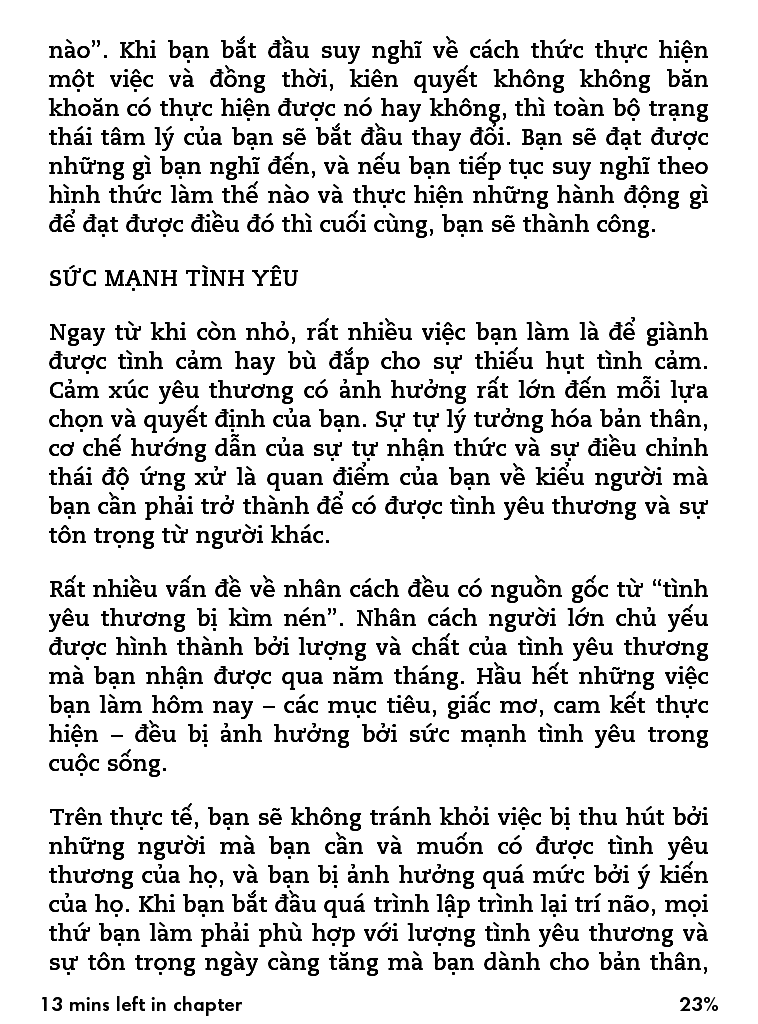 nào”. Khi bạn bắt đầu suy nghĩ về cách thức thực hiện
một việc và đồng thời, kiên quyết không không băn
khoăn có thực hiện được nó hay không, thì toàn bộ trạng
thái tâm lý của bạn sẽ bắt đầu thay đổi. Bạn sẽ đạt được
những gì bạn nghĩ đến, và nếu bạn tiếp tục suy nghĩ theo
hình thức làm thế nào và thực hiện những hành động gì
để đạt được điều đó thì cuối cùng, bạn sẽ thành công.
SỨC MẠNH TÌNH YÊU
Ngay từ khi còn nhỏ, rất nhiều việc bạn làm là để giành
được tình cảm hay bù đắp cho sự thiếu hụt tình cảm.
Cảm xúc yêu thương có ảnh hưởng rất lớn đến mỗi lựa
chọn và quyết định của bạn. Sự tự lý tưởng hóa bản thân,
cơ chế hướng dẫn của sự tự nhận thức và sự điều chỉnh
thái độ ứng xử là quan điểm của bạn về kiểu người mà
bạn cần phải trở thành để có được tình yêu thương và sự
tôn trọng từ người khác.
Rất nhiều vấn đề về nhân cách đều có nguồn gốc từ “tình
yêu thương bị kìm nén”. Nhân cách người lớn chủ yếu
được hình thành bởi lượng và chất của tình yêu thương
mà bạn nhận được qua năm tháng. Hầu hết những việc
bạn làm hôm nay – các mục tiêu, giấc mơ, cam kết thực
hiện – đều bị ảnh hưởng bởi sức mạnh tình yêu trong
cuộc sống.
Trên thực tế, bạn sẽ không tránh khỏi việc bị thu hút bởi
những người mà bạn cần và muốn có được tình yêu
thương của họ, và bạn bị ảnh hưởng quá mức bởi ý kiến
của họ. Khi bạn bắt đầu quá trình lập trình lại trí não, mọi
thứ bạn làm phải phù hợp với lượng tình yêu thương và
sự tôn trọng ngày càng tăng mà bạn dành cho bản thân,
13 mins left in chapter
23%